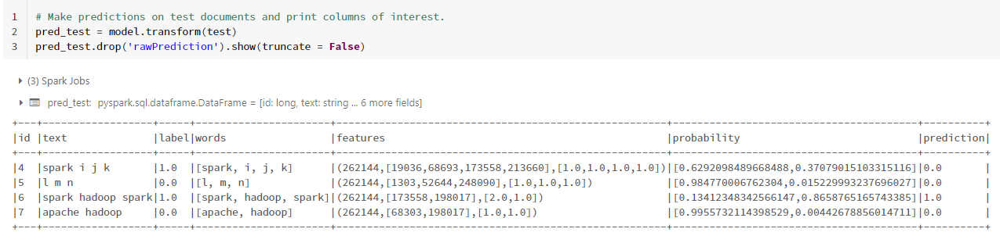 1 # Make predictions on test documents and print columns of interest.
2 pred_test = model.transform(test)
3 pred_test.drop('rawPrediction').show(truncate = False)
(3) Spark Jobs
pred_test: pyspark.sql.dataframe.DataFrame = [id: long, text: string ... 6 more fields]
+---+------------------+-----+----------------------+------------------------------------------------------+----------------------------------------+----------+
|id |text              |label|words                 |features                                              |probability                             |prediction|
+---+------------------+-----+----------------------+------------------------------------------------------+----------------------------------------+----------+
|4  |spark i j k       |1.0  |[spark, i, j, k]      |(262144,[19036,68693,173558,213660],[1.0,1.0,1.0,1.0])|[0.6292098489668488,0.37079015103315116]|0.0       |
|5  |l m n             |0.0  |[l, m, n]             |(262144,[1303,52644,248090],[1.0,1.0,1.0])            |[0.984770006762304,0.015229993237696027]|0.0       |
|6  |spark hadoop spark|1.0  |[spark, hadoop, spark]|(262144,[173558,198017],[2.0,1.0])                    |[0.13412348342566147,0.8658765165743385]|1.0       |
|7  |apache hadoop     |0.0  |[apache, hadoop]      |(262144,[68303,198017],[1.0,1.0])                     |[0.9955732114398529,0.00442678856014711]|0.0       |
+---+------------------+-----+----------------------+------------------------------------------------------+----------------------------------------+----------+